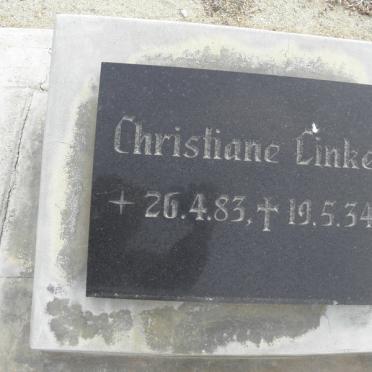 Christiane Linke
+ 26.4.83, ✝ 19.5.34